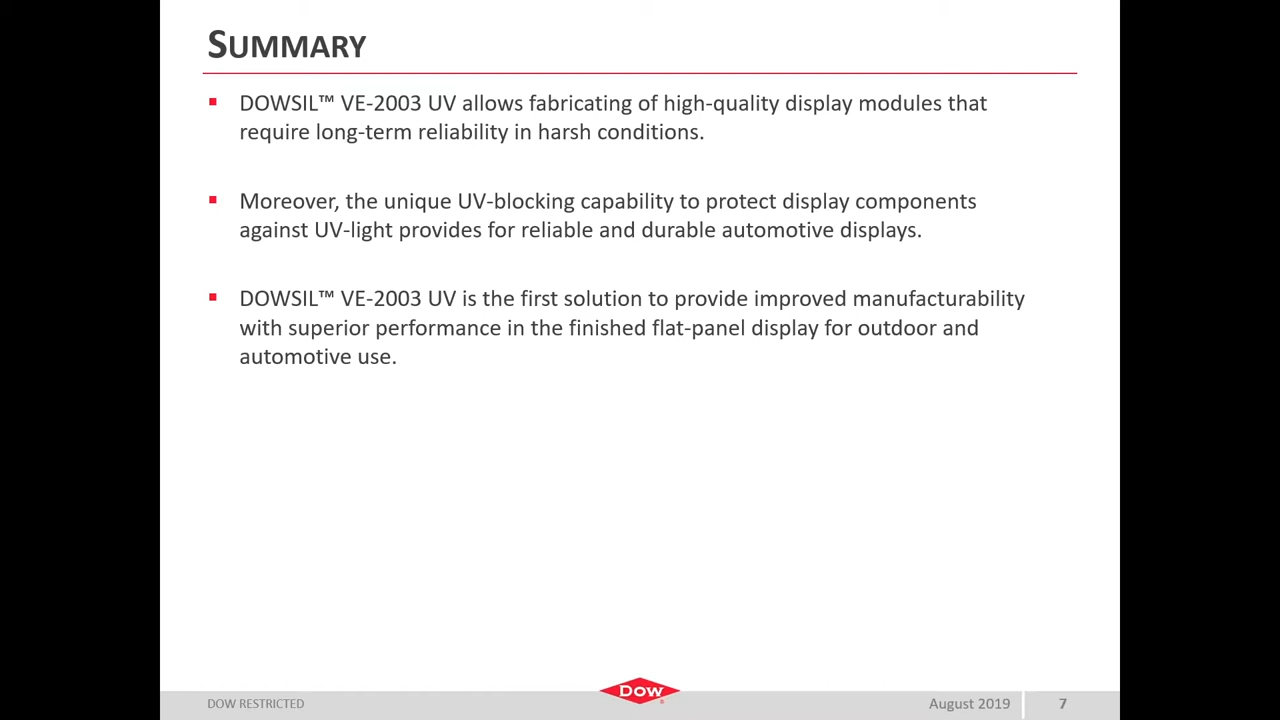 SUMMARY
DOWSIL™ VE-2003 UV allows fabricating of high-quality display modules that
require long-term reliability in harsh conditions.
Moreover, the unique UV-blocking capability to protect display components
against UV-light provides for reliable and durable automotive displays.
DOWSIL™ VE-2003 UV is the first solution to provide improved manufacturability
with superior performance in the finished flat-panel display for outdoor and
automotive use.
DOW RESTRICTED
Dow®
August 2019
7